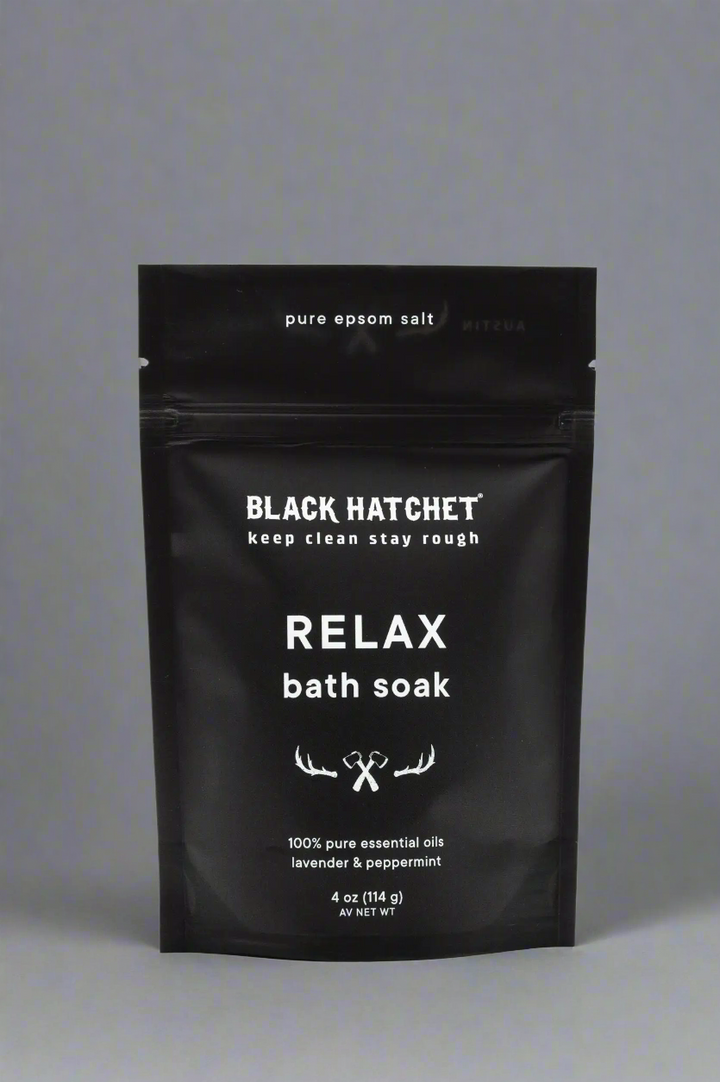 pure epsom salt
AUSTIN
BLACK HATCHET®
keep clean stay rough
RELAX
bath soak
100% pure essential oils
lavender & peppermint
4 oz (114 g)
AV NET WT